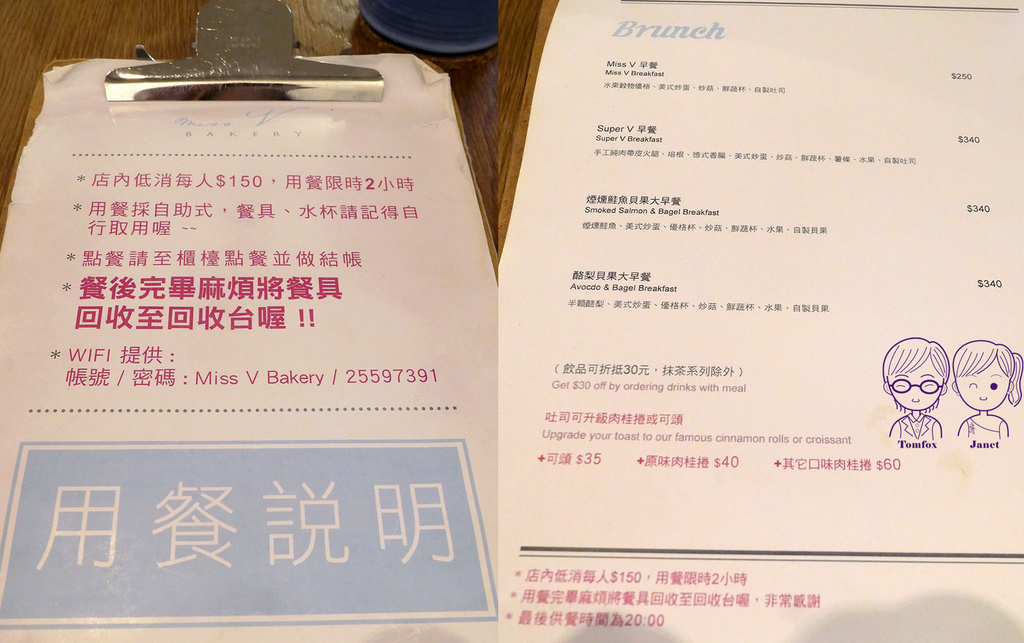 Miss V
BAKERY
* 店內低消每人$150，用餐限時2小時
* 用餐採自助式，餐具、水杯請記得自
行取用喔 ~~
* 點餐請至櫃檯點餐並做結帳
* 餐後完畢麻煩將餐具
回收至回收台喔 !!
* WIFI 提供：
帳號 / 密碼：Miss V Bakery / 25597391
用餐説明
Brunch
Miss V 早餐
Miss V Breakfast
$250
水果穀物優格、美式炒蛋、炒菇、鮮蔬杯、自製吐司
Super V 早餐
Super V Breakfast
$340
手工純肉帶皮火腿、培根、德式香腸、美式炒蛋、炒菇、鮮蔬杯、薯條、水果、自製吐司
煙燻鮭魚貝果大早餐
Smoked Salmon & Bagel Breakfast
$340
煙燻鮭魚、美式炒蛋、優格杯、炒菇、鮮蔬杯、水果、自製貝果
酪梨貝果大早餐
Avocdo & Bagel Breakfast
$340
半顆酪梨、美式炒蛋、優格杯、炒菇、鮮蔬杯、水果、自製貝果
（飲品可折抵30元，抹茶系列除外）
Get $30 off by ordering drinks with meal
吐司可升級肉桂捲或可頌
Upgrade your toast to our famous cinnamon rolls or croissant
+可頌 $35 +原味肉桂捲 $40 +其它口味肉桂捲 $60
Tomfox Janet
* 店內低消每人$150，用餐限時2小時
* 用餐完畢麻煩將餐具回收至回收台喔，非常感謝
* 最後供餐時間為20:00